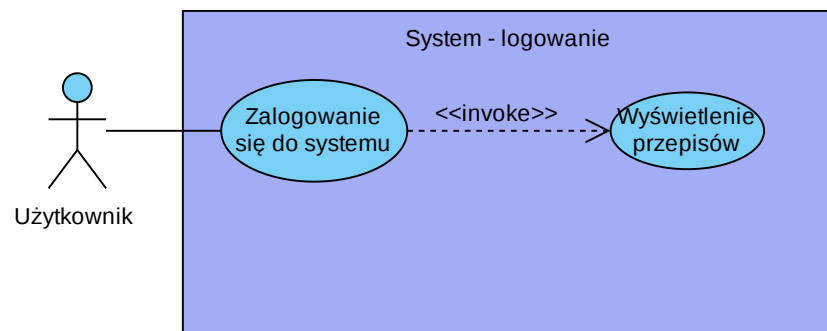 System - logowanie
Zalogowanie
się do systemu
<<invoke>>
Wyświetlenie
przepisów
Użytkownik